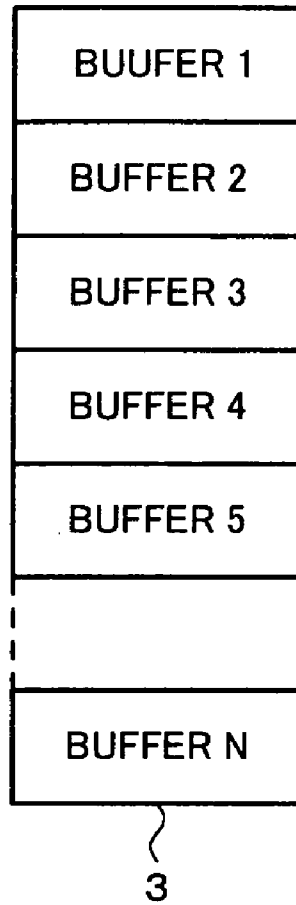 BUUFER 1
BUFFER 2
BUFFER 3
BUFFER 4
BUFFER 5
BUFFER N
3